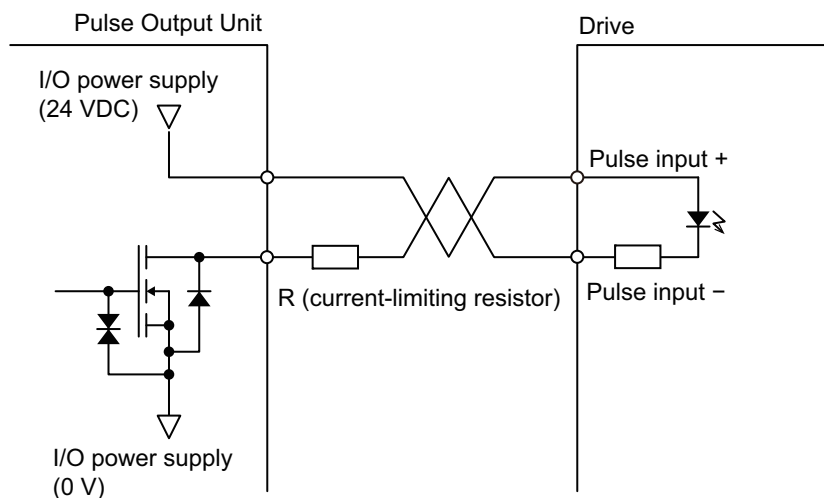 Pulse Output Unit
Drive
I/O power supply
(24 VDC)
Pulse input +
R (current-limiting resistor)
Pulse input −
I/O power supply
(0 V)